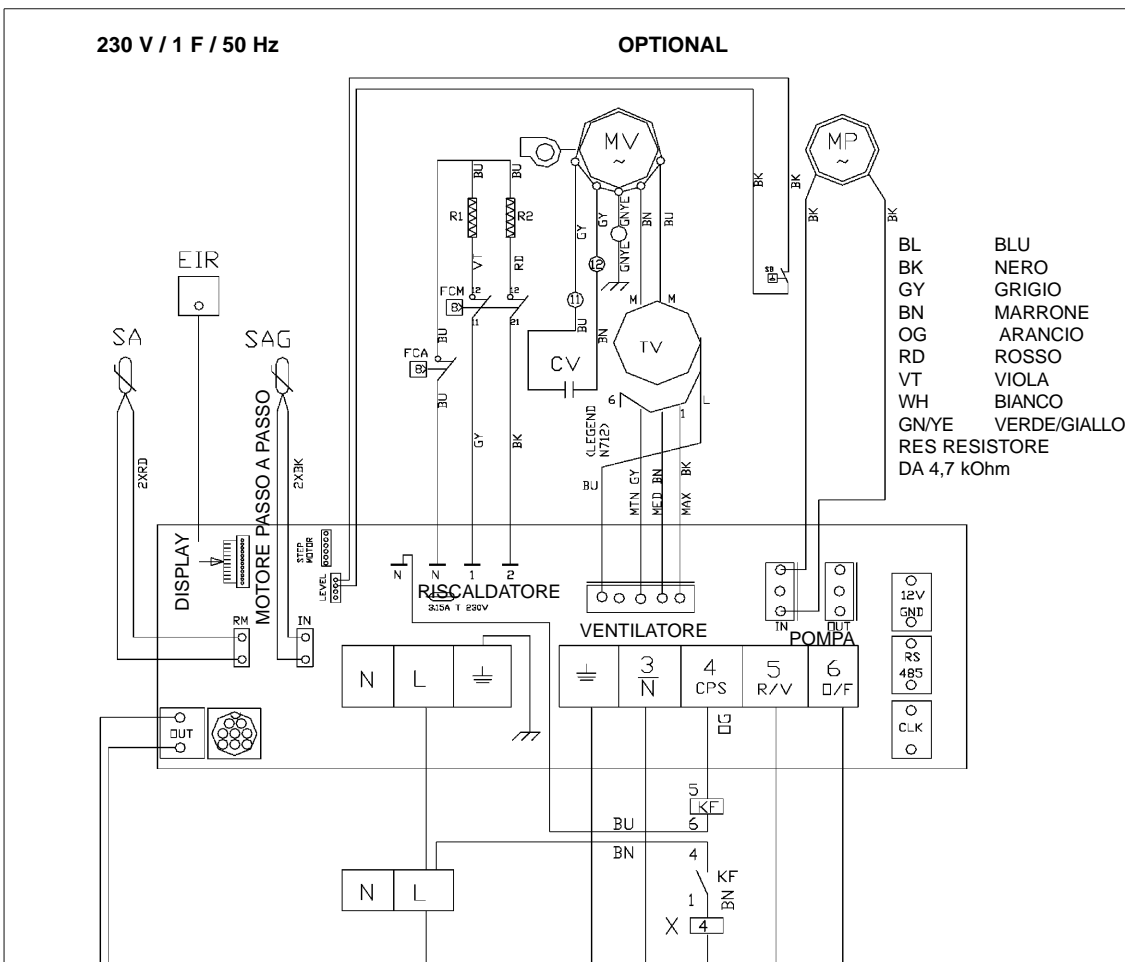 230 V / 1 F / 50 Hz
OPTIONAL
MV
~
MP
~
BU
BU
BU
GY
GY
GNYE
GNYE
BN
BU
BK
BK
BK
BK
R1
R2
VT
RD
EIR
SA
SAG
FCM
12
12
11
21
11
12
M
M
SB
BU
BN
CV
TV
FCA
BU
BU
GY
BK
6
1
L
(LEGEND
N712)
BU
MIN GY
MED BN
MAX BK
2XRD
2XBK
BL BLU
BK NERO
GY GRIGIO
BN MARRONE
OG ARANCIO
RD ROSSO
VT VIOLA
WH BIANCO
GN/YE VERDE/GIALLO
RES RESISTORE
DA 4,7 kOhm
DISPLAY
MOTORE PASSO A PASSO
STEP
MOTOR
LEVEL
RM
IN
N
N
1
2
RISCALDATORE
3.15A T 230V
VENTILATORE
IN
OUT
POMPA
12V
GND
RS
485
CLK
OUT
N
L
3
N
4
CPS
5
R/V
6
O/F
OG
5
KF
6
BU
BN
4
KF
1
BN
X
4
N
L